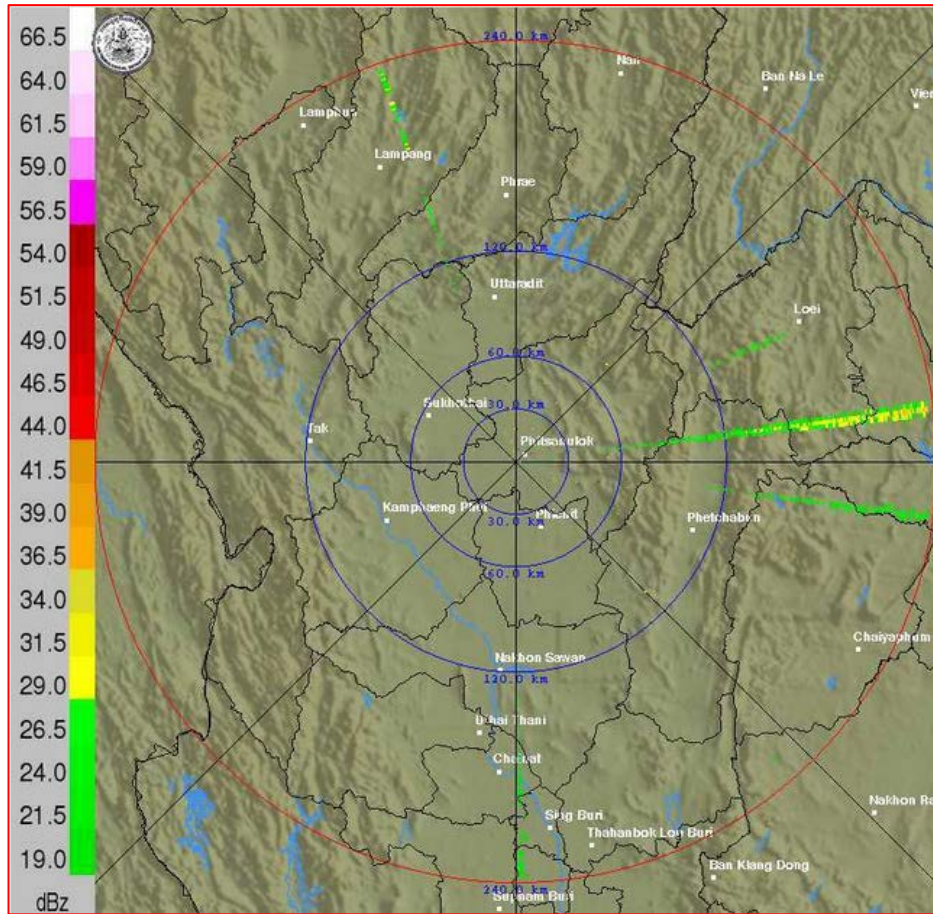 66.5
64.0
61.5
59.0
56.5
54.0
51.5
49.0
46.5
44.0
41.5
39.0
36.5
34.0
31.5
29.0
26.5
24.0
21.5
19.0
dBz
240.0 km
Nan
Ban Na Le
Lamphun
Lampang
Phrae
120.0 km
Uttaradit
Loei
60.0 km
30.0 km
Sukhothai
Tak
Phitsanulok
Kamphaeng Phet
30.0 km
Phichit
Phetchabun
60.0 km
Chaiyaphum
Nakhon Sawan
120.0 km
Uthai Thani
Chainat
Sing Buri
Nakhon Ra
Thahanbok Lop Buri
Ban Klang Dong
240.0 km
Suphan Buri